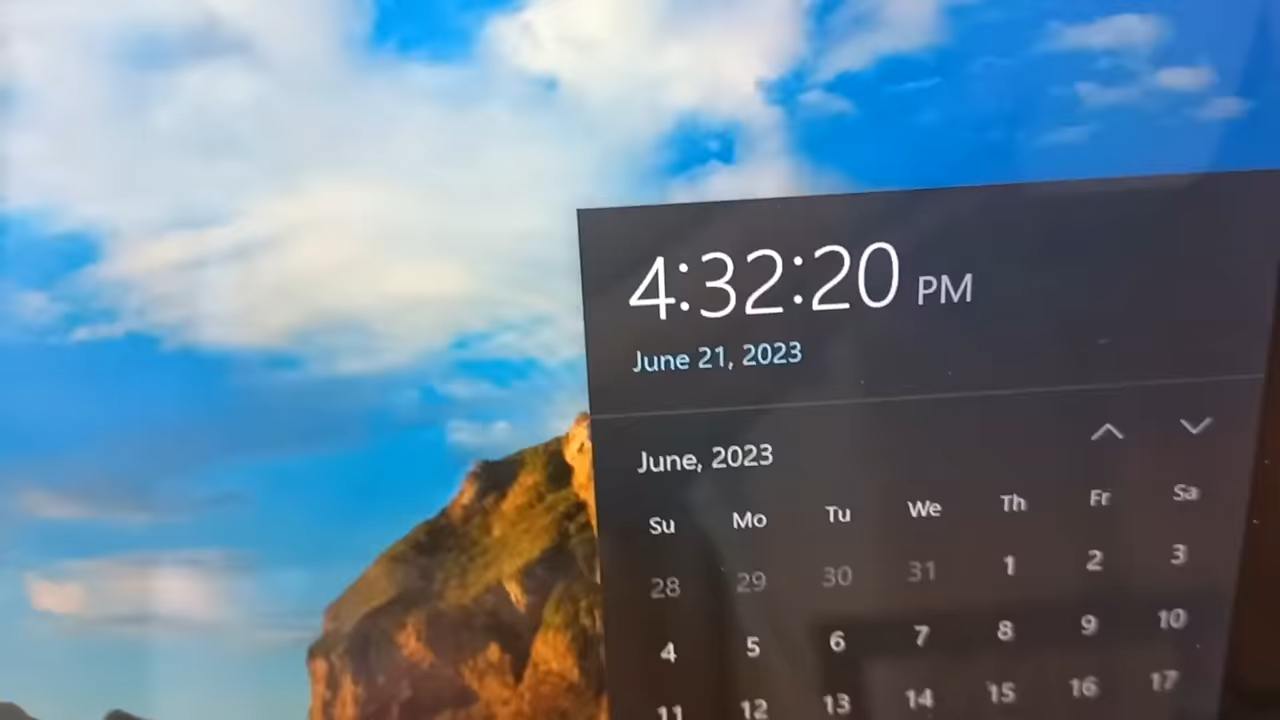 4:32:20 PM
June 21, 2023
June, 2023
Su Mo Tu We Th Fr Sa
28 29 30 31 1 2 3
4 5 6 7 8 9 10
11 12 13 14 15 16 17